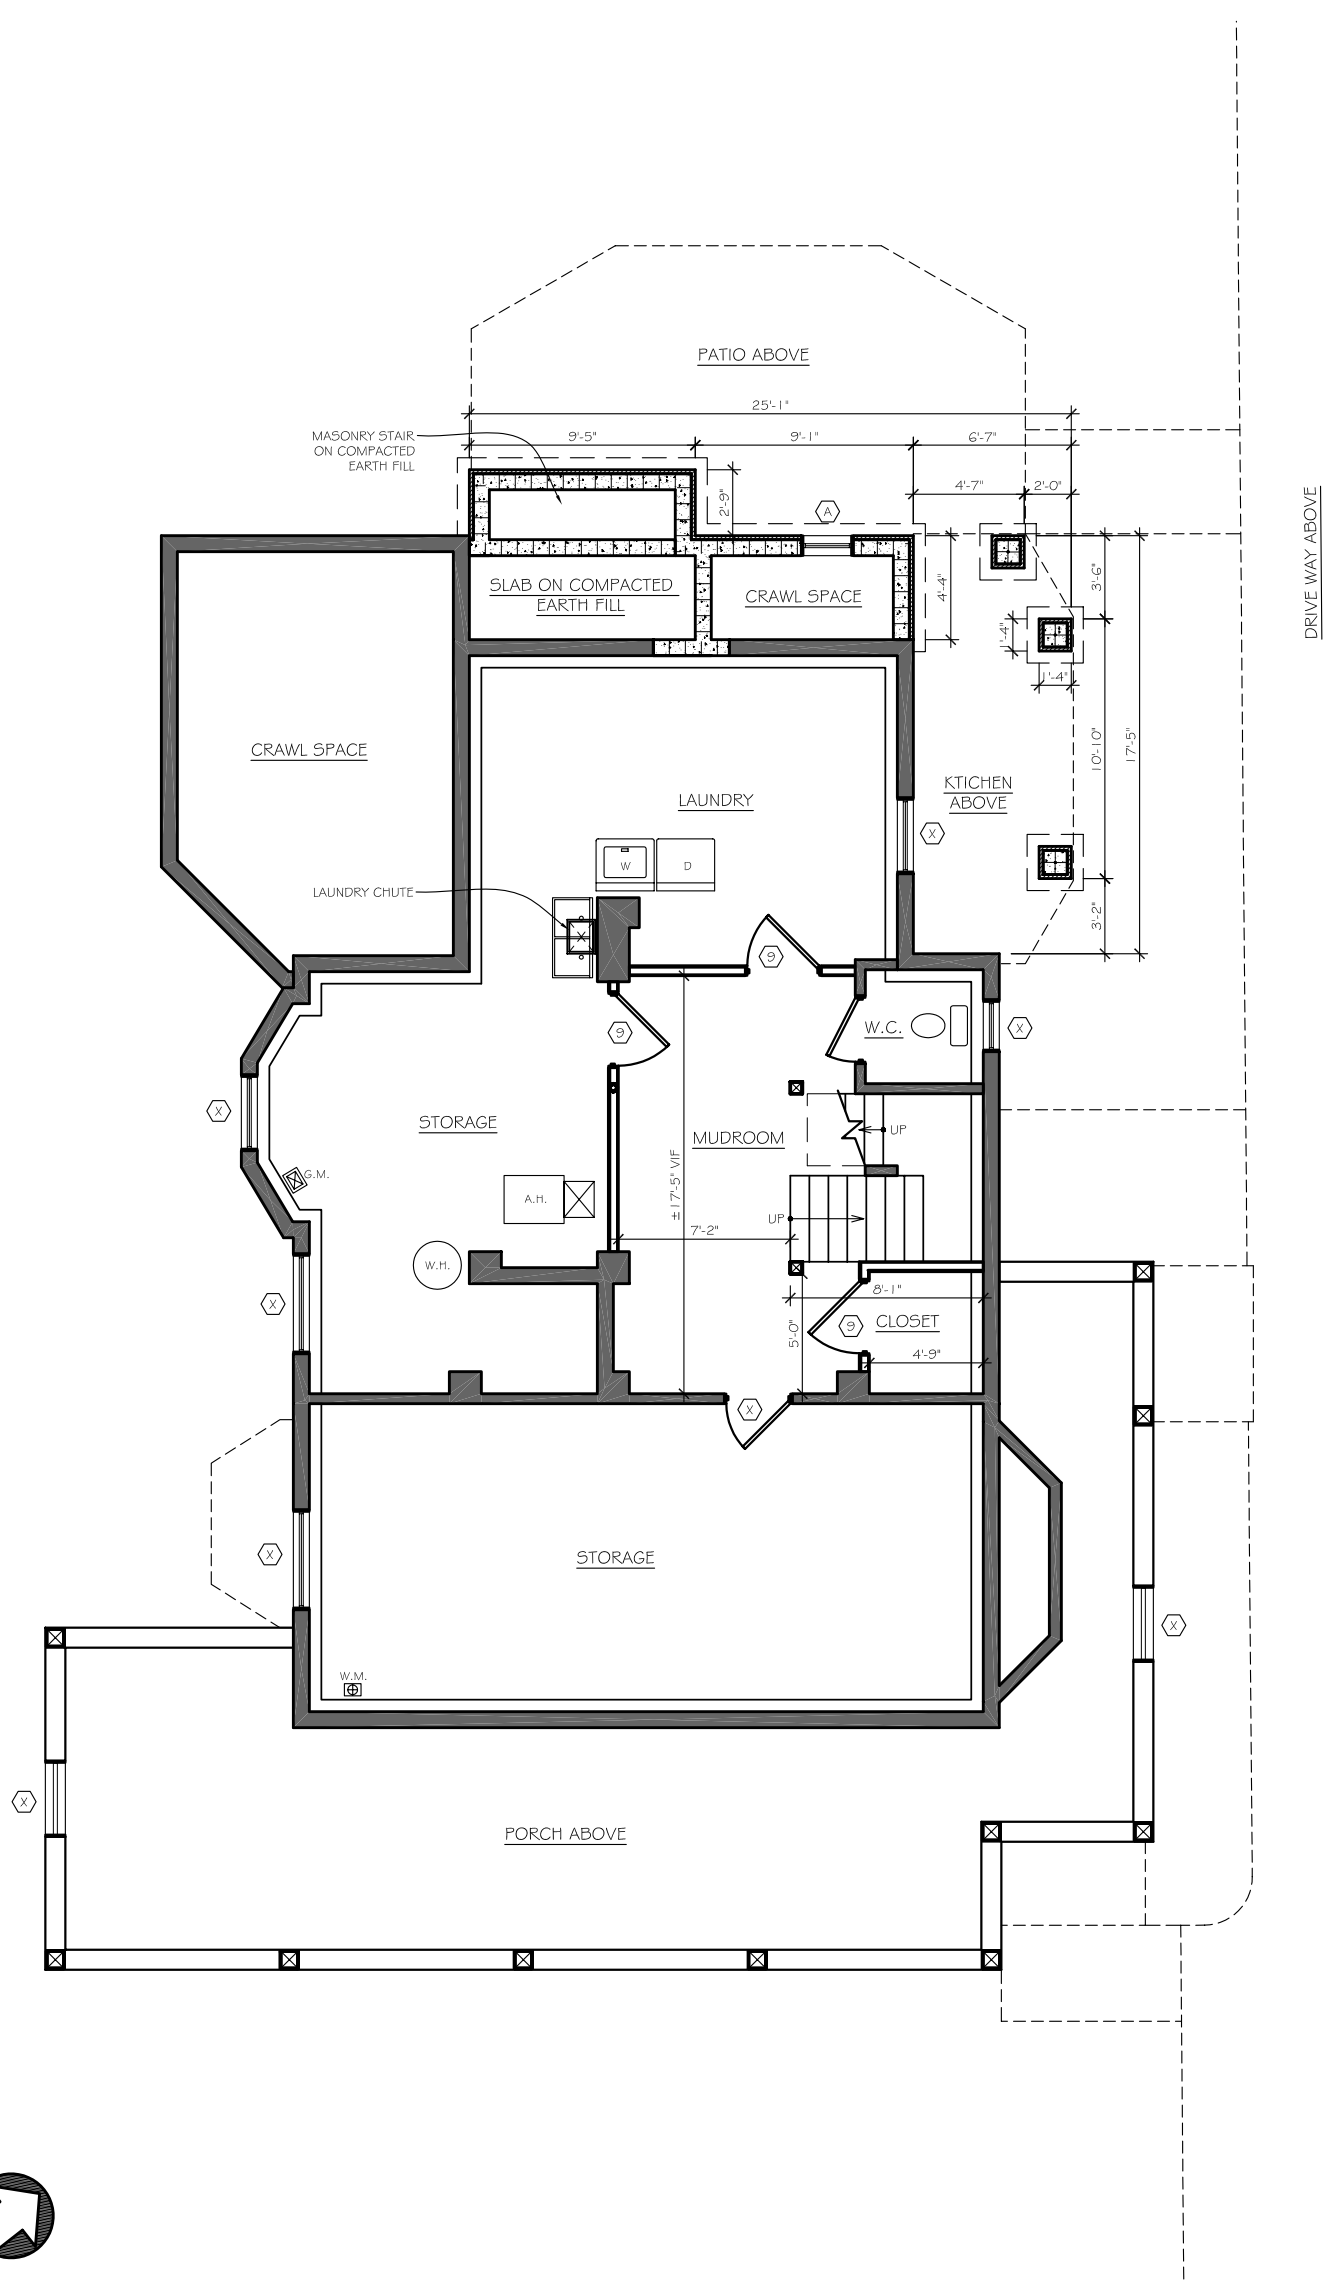 PATIO ABOVE
25'-1"
MASONRY STAIR
ON COMPACTED
EARTH FILL
9'-5"
9'-1"
6'-7"
4'-7"
2'-0"
2'-9"
A
DRIVE WAY ABOVE
SLAB ON COMPACTED
EARTH FILL
CRAWL SPACE
4'-4"
3'-6"
1'-4"
1'-4"
CRAWL SPACE
10'-10"
17'-5"
KTICHEN
ABOVE
LAUNDRY
X
W
D
LAUNDRY CHUTE
3'-2"
9
9
W.C.
X
X
STORAGE
MUDROOM
UP
±17'-5" VIF
G.M.
A.H.
UP
7'-2"
W.H.
8'-1"
X
5'-0"
9
CLOSET
4'-9"
X
X
STORAGE
X
W.M.
X
PORCH ABOVE